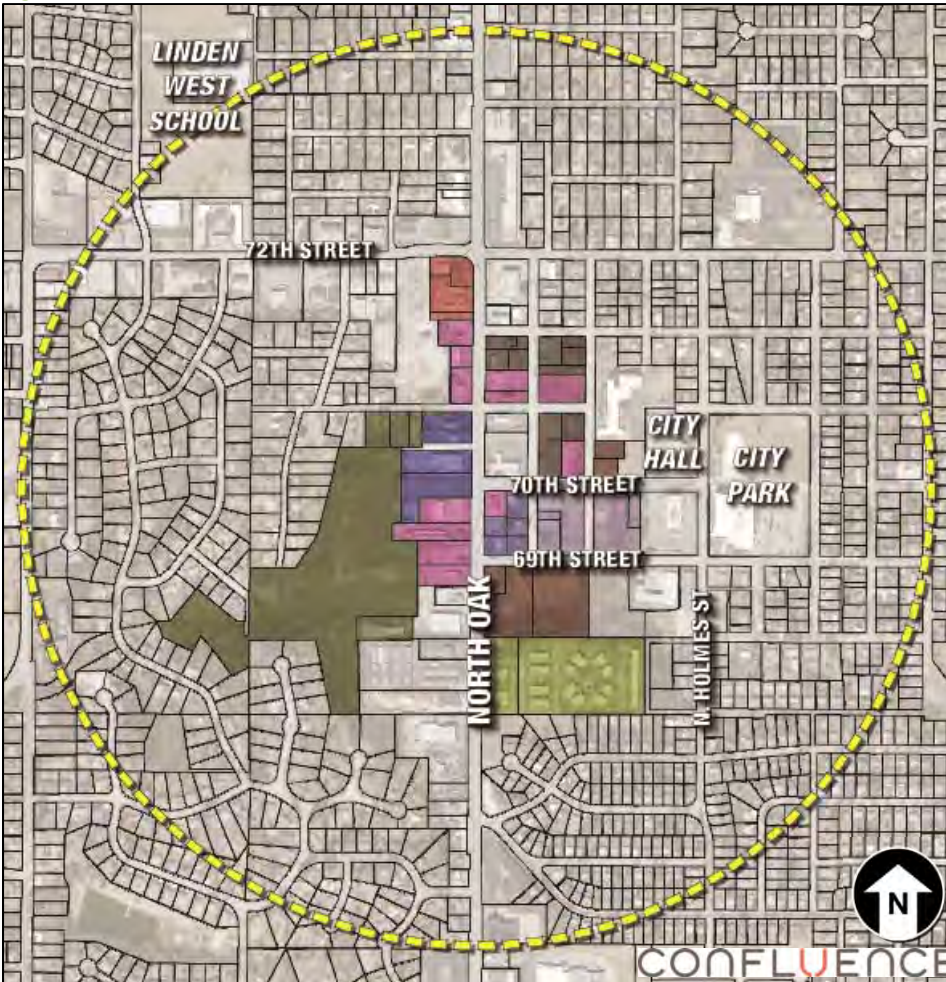 LINDEN
WEST
SCHOOL
72TH STREET
CITY
HALL
CITY
PARK
70TH STREET
69TH STREET
NORTH OAK
N. HOLMES ST
N
CONFLUENCE